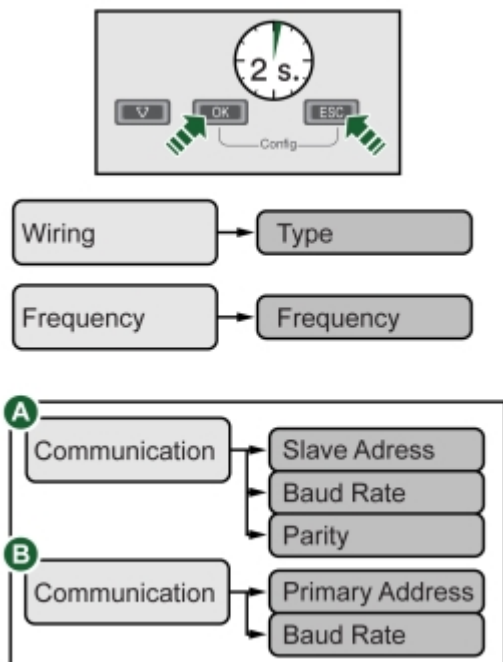 2 s.
OK
ESC
Config
Wiring
Type
Frequency
Frequency
A
Communication
Slave Adress
Baud Rate
Parity
B
Communication
Primary Address
Baud Rate